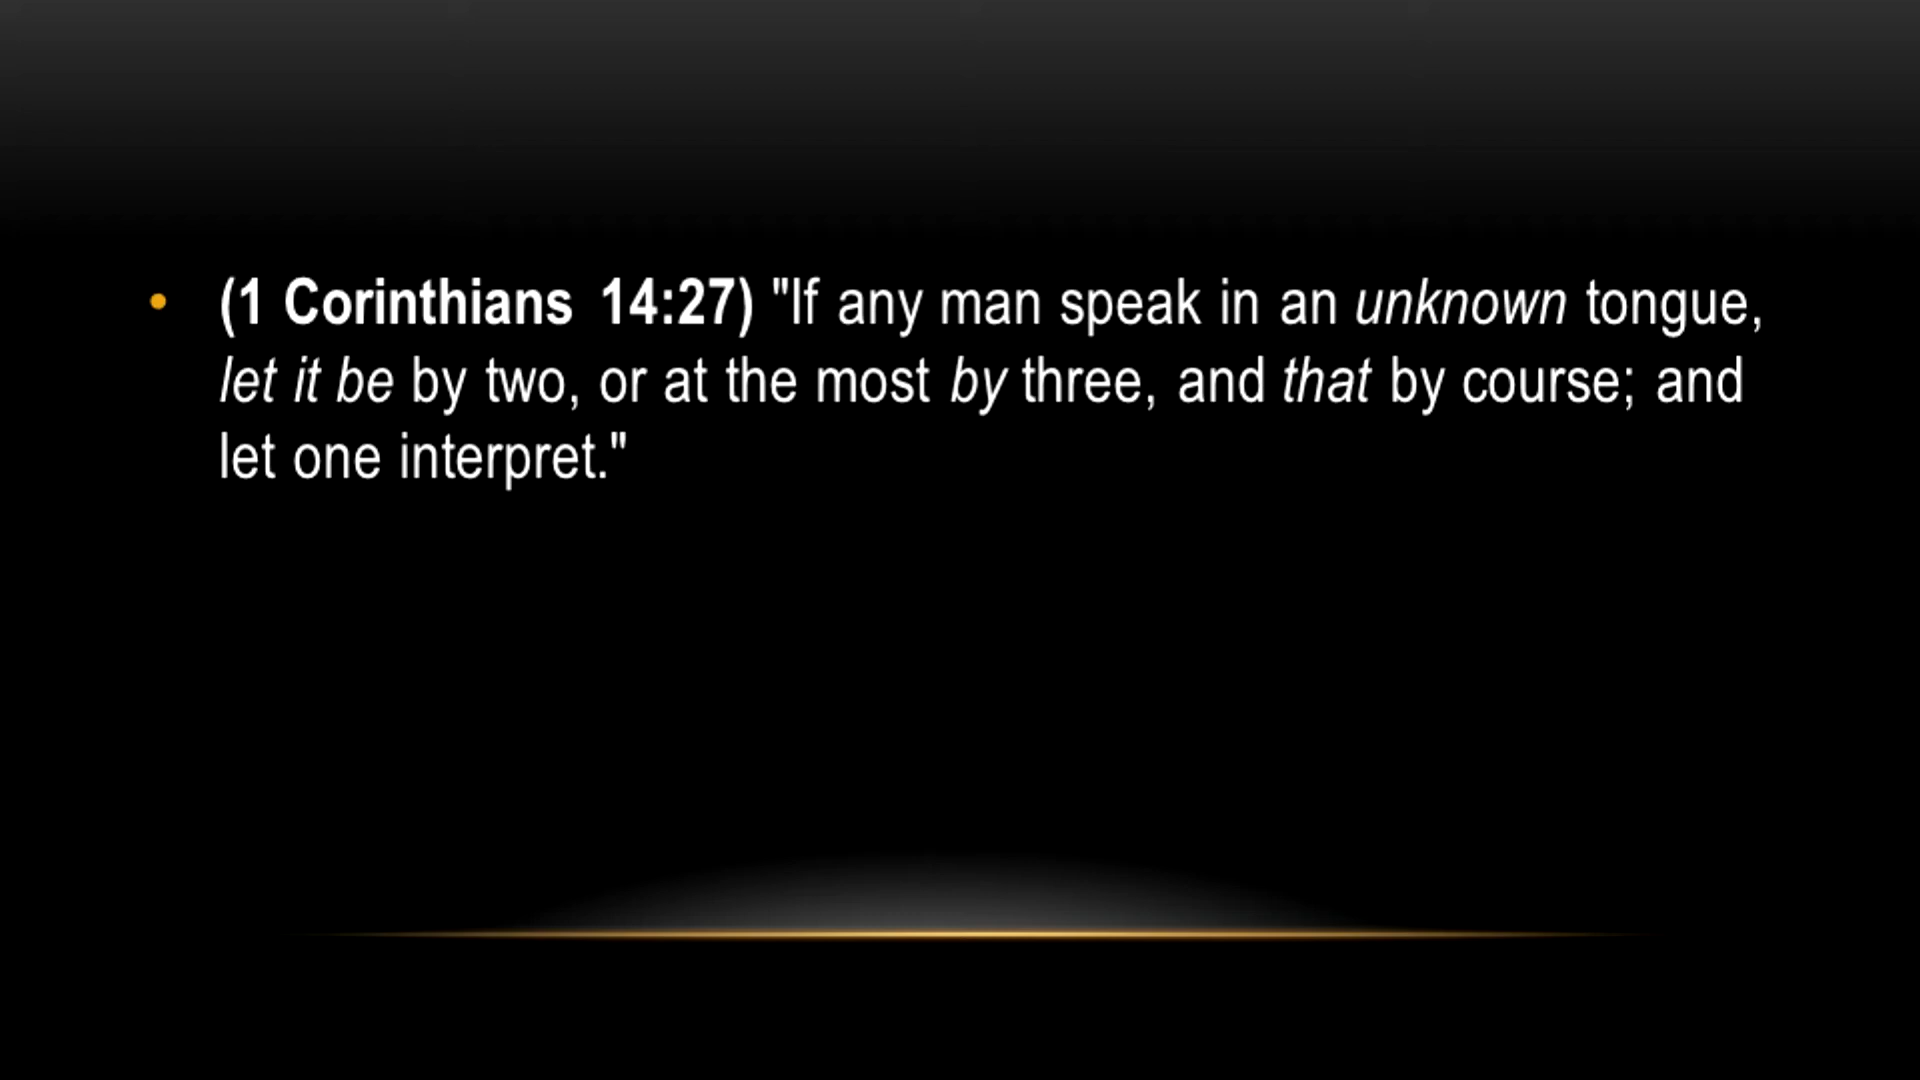 • (1 Corinthians 14:27) "If any man speak in an unknown tongue,
let it be by two, or at the most by three, and that by course; and
let one interpret."